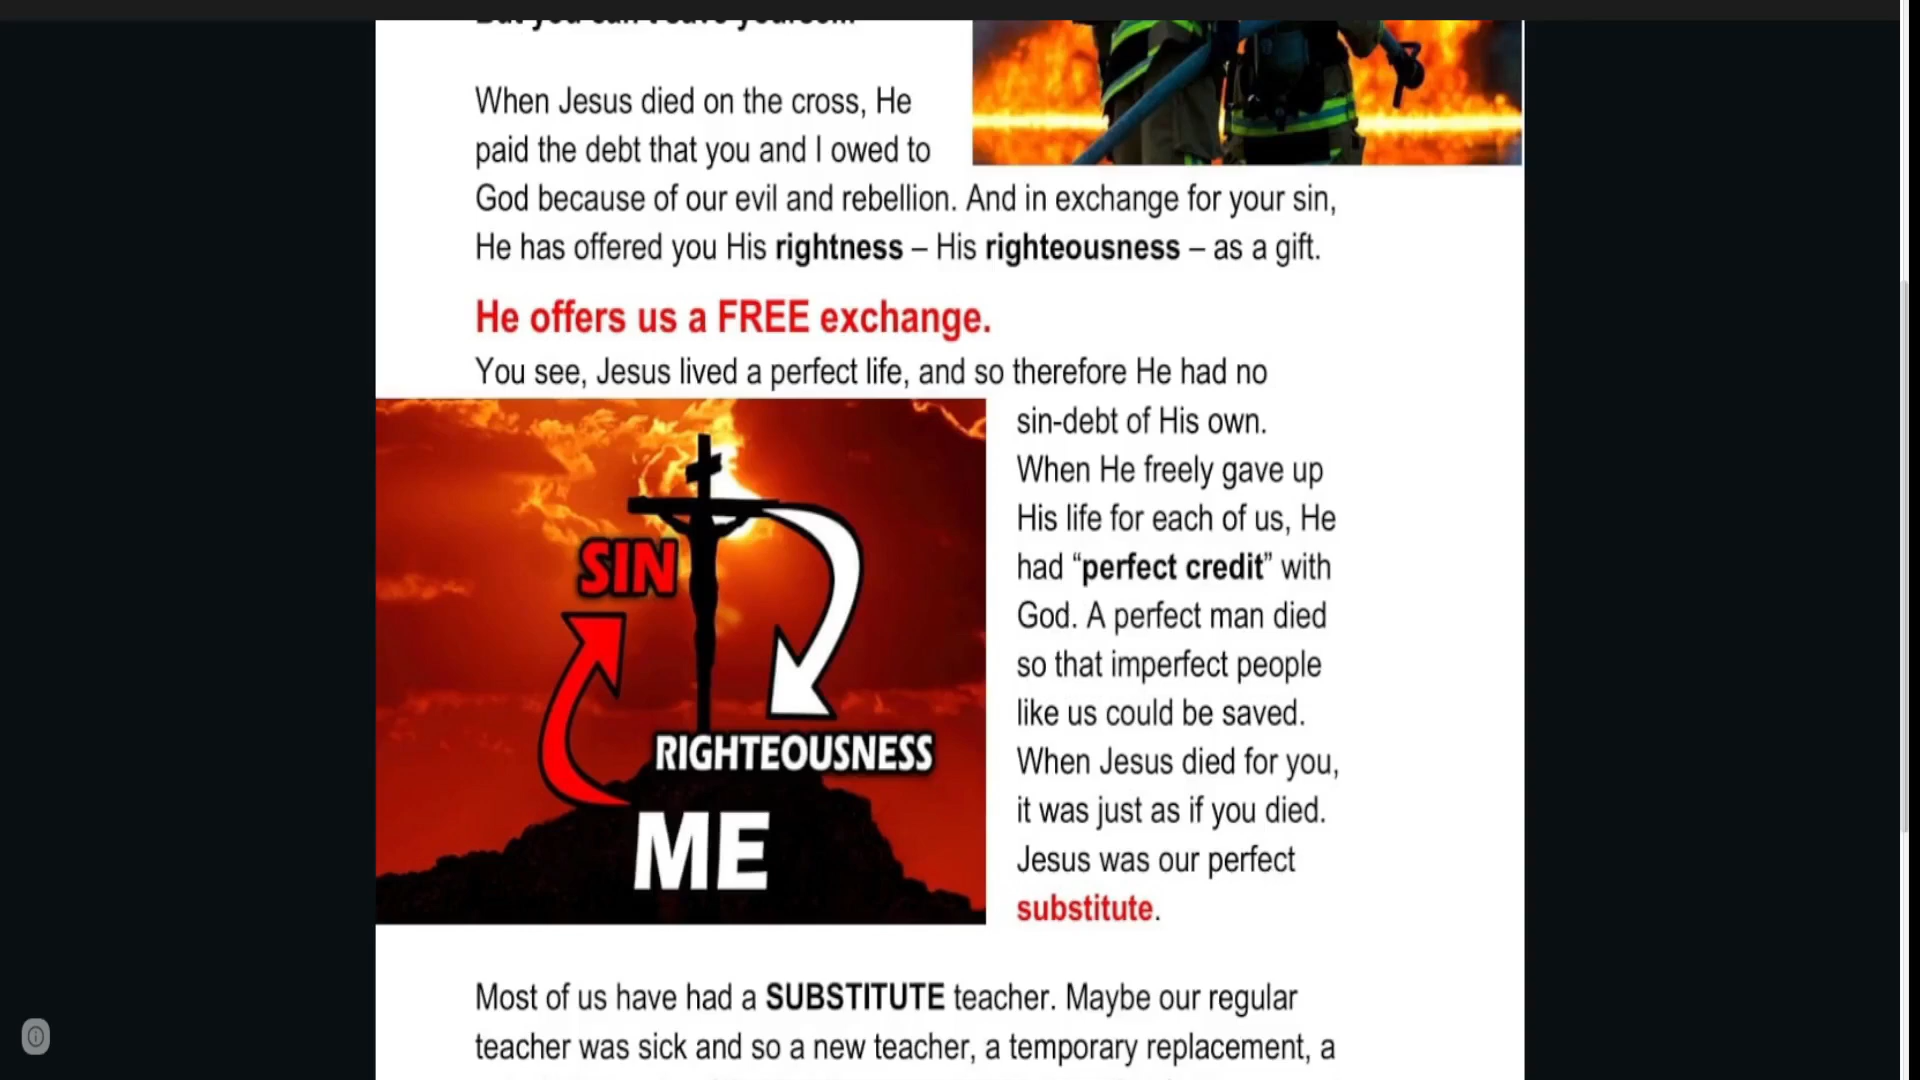 When Jesus died on the cross, He
paid the debt that you and I owed to
God because of our evil and rebellion. And in exchange for your sin,
He has offered you His rightness – His righteousness – as a gift.
He offers us a FREE exchange.
You see, Jesus lived a perfect life, and so therefore He had no
sin-debt of His own.
When He freely gave up
His life for each of us, He
had “perfect credit” with
God. A perfect man died
so that imperfect people
like us could be saved.
When Jesus died for you,
it was just as if you died.
Jesus was our perfect
substitute.
SIN
RIGHTEOUSNESS
ME
Most of us have had a SUBSTITUTE teacher. Maybe our regular
teacher was sick and so a new teacher, a temporary replacement, a